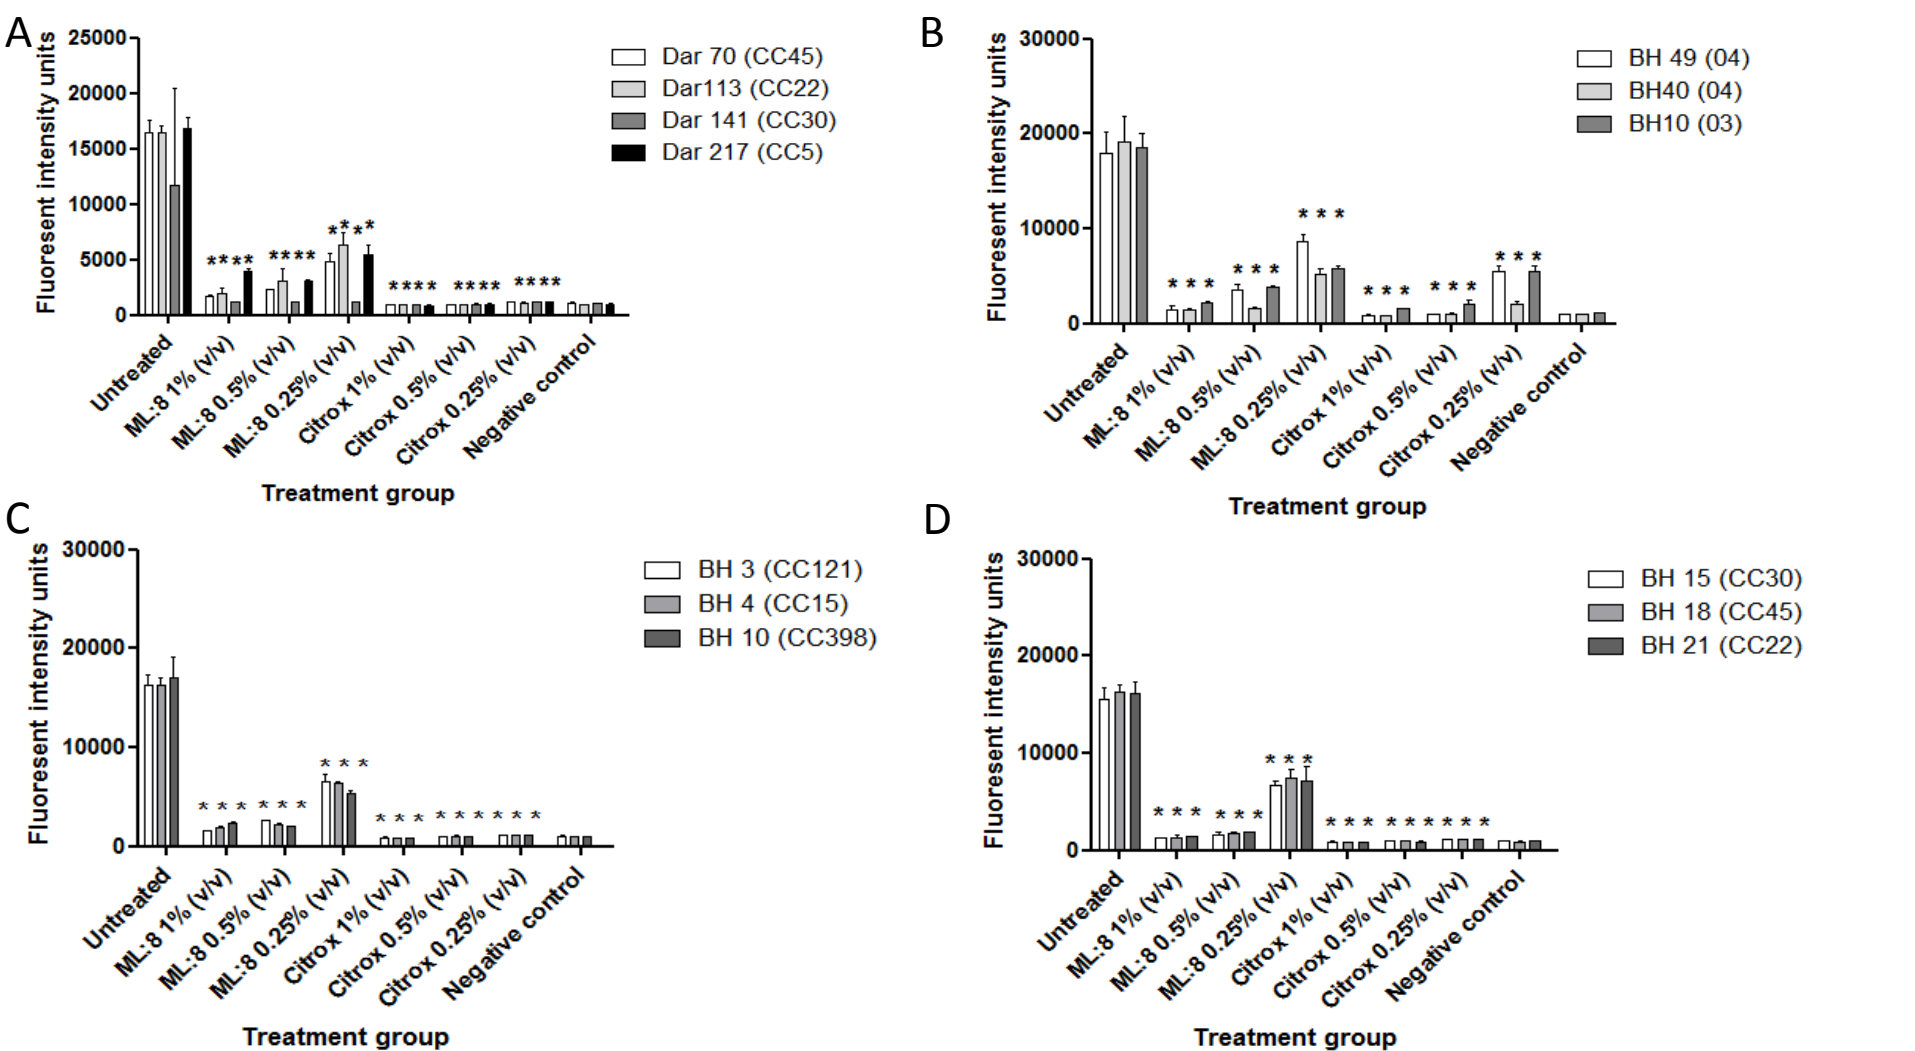 A
Fluoresent intensity units
25000
20000
15000
10000
5000
0
Dar 70 (CC45)
Dar113 (CC22)
Dar 141 (CC30)
Dar 217 (CC5)
* * * *
* * * *
* * * *
* * * *
* * * *
* * * *
Untreated
ML:8 1% (v/v)
ML:8 0.5% (v/v)
ML:8 0.25% (v/v)
Citrox 1% (v/v)
Citrox 0.5% (v/v)
Citrox 0.25% (v/v)
Negative control
Treatment group
B
Fluoresent intensity units
30000
20000
10000
0
BH 49 (04)
BH40 (04)
BH10 (03)
* * *
* * *
* * *
* * *
* * *
* * *
Untreated
ML:8 1% (v/v)
ML:8 0.5% (v/v)
ML:8 0.25% (v/v)
Citrox 1% (v/v)
Citrox 0.5% (v/v)
Citrox 0.25% (v/v)
Negative control
Treatment group
C
Fluoresent intensity units
30000
20000
10000
0
BH 3 (CC121)
BH 4 (CC15)
BH 10 (CC398)
* * *
* * *
* * *
* * *
* * *
* * *
Untreated
ML:8 1% (v/v)
ML:8 0.5% (v/v)
ML:8 0.25% (v/v)
Citrox 1% (v/v)
Citrox 0.5% (v/v)
Citrox 0.25% (v/v)
Negative control
Treatment group
D
Fluoresent intensity units
30000
20000
10000
0
BH 15 (CC30)
BH 18 (CC45)
BH 21 (CC22)
* * *
* * *
* * *
* * *
* * *
* * *
Untreated
ML:8 1% (v/v)
ML:8 0.5% (v/v)
ML:8 0.25% (v/v)
Citrox 1% (v/v)
Citrox 0.5% (v/v)
Citrox 0.25% (v/v)
Negative control
Treatment group